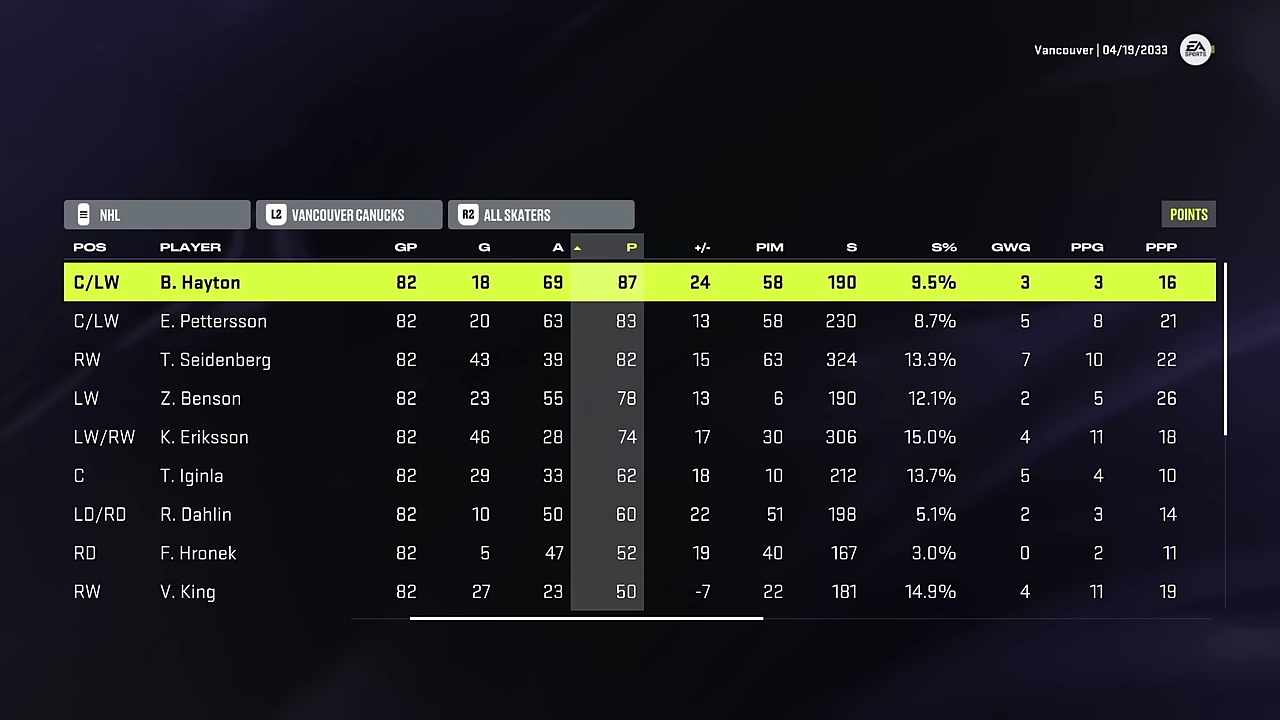 Vancouver | 04/19/2033 EA SPORTS
NHL L2 VANCOUVER CANUCKS R2 ALL SKATERS POINTS
POS PLAYER GP G A P +/- PIM S S% GWG PPG PPP
C/LW B. Hayton 82 18 69 87 24 58 190 9.5% 3 3 16
C/LW E. Pettersson 82 20 63 83 13 58 230 8.7% 5 8 21
RW T. Seidenberg 82 43 39 82 15 63 324 13.3% 7 10 22
LW Z. Benson 82 23 55 78 13 6 190 12.1% 2 5 26
LW/RW K. Eriksson 82 46 28 74 17 30 306 15.0% 4 11 18
C T. Iginla 82 29 33 62 18 10 212 13.7% 5 4 10
LD/RD R. Dahlin 82 10 50 60 22 51 198 5.1% 2 3 14
RD F. Hronek 82 5 47 52 19 40 167 3.0% 0 2 11
RW V. King 82 27 23 50 -7 22 181 14.9% 4 11 19